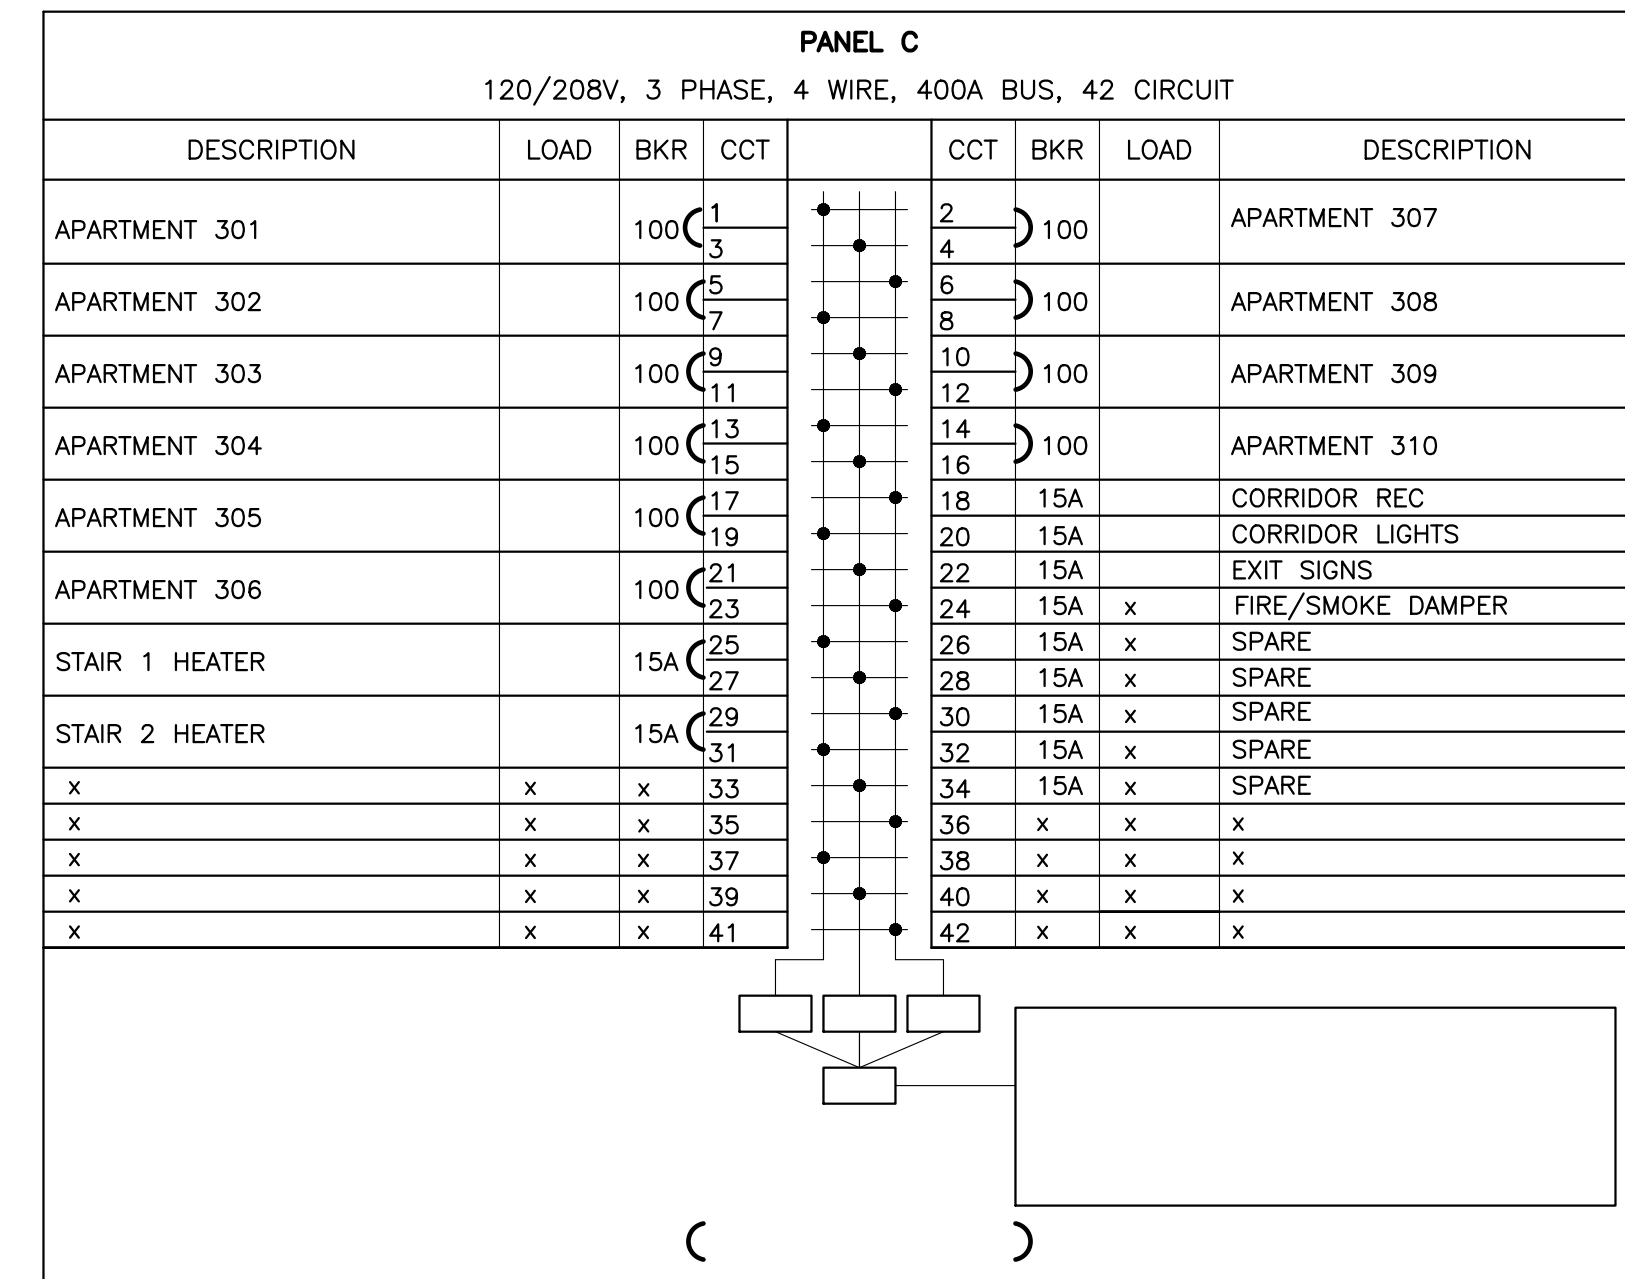 PANEL C
120/208V, 3 PHASE, 4 WIRE, 400A BUS, 42 CIRCUIT
DESCRIPTION LOAD BKR CCT CCT BKR LOAD DESCRIPTION
APARTMENT 301 100 1 3 2 4 100 APARTMENT 307
APARTMENT 302 100 5 7 6 8 100 APARTMENT 308
APARTMENT 303 100 9 11 10 12 100 APARTMENT 309
APARTMENT 304 100 13 15 14 16 100 APARTMENT 310
APARTMENT 305 100 17 18 15A CORRIDOR REC
19 20 15A CORRIDOR LIGHTS
APARTMENT 306 100 21 22 15A EXIT SIGNS
23 24 15A x FIRE/SMOKE DAMPER
STAIR 1 HEATER 15A 25 26 15A x SPARE
27 28 15A x SPARE
STAIR 2 HEATER 15A 29 30 15A x SPARE
31 32 15A x SPARE
x x x 33 34 15A x SPARE
x x x 35 36 x x x
x x x 37 38 x x x
x x x 39 40 x x x
x x x 41 42 x x x